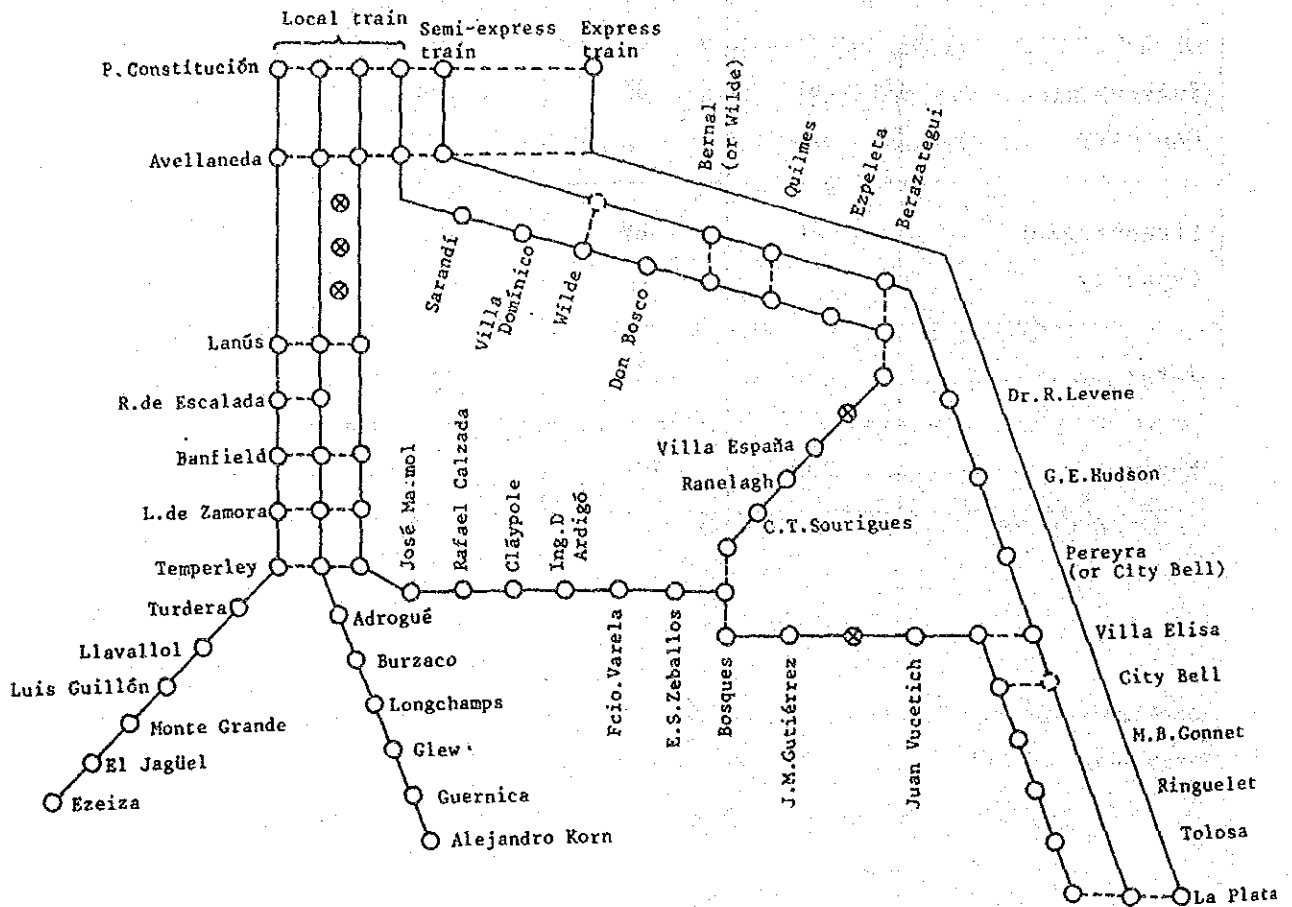 Local train
Semi-express
train
Express
train
P.Constitución
Avellaneda
Bernal
(or Wilde)
Quilmes
Ezpeleta
Berazategui
Sarandí
Villa
Domínico
Wilde
Don Bosco
Lanús
R.de Escalada
Banfield
L.de Zamora
Temperley
José Ma:mol
Rafael Calzada
Cláypole
Ing.D
Ardigó
Villa España
Ranelagh
C.T.Sourigues
Dr.R.Levene
G.E.Hudson
Pereyra
(or City Bell)
Villa Elisa
City Bell
M.B.Gonnet
Ringuelet
Tolosa
La Plata
Turdera
Llavallol
Luis Guillón
Monte Grande
El Jagüel
Ezeiza
Adrogué
Burzaco
Longchamps
Glew
Guernica
Alejandro Korn
Fcio.Varela
E.S.Zeballos
Bosques
J.M.Gutiérrez
Juan Vucetich